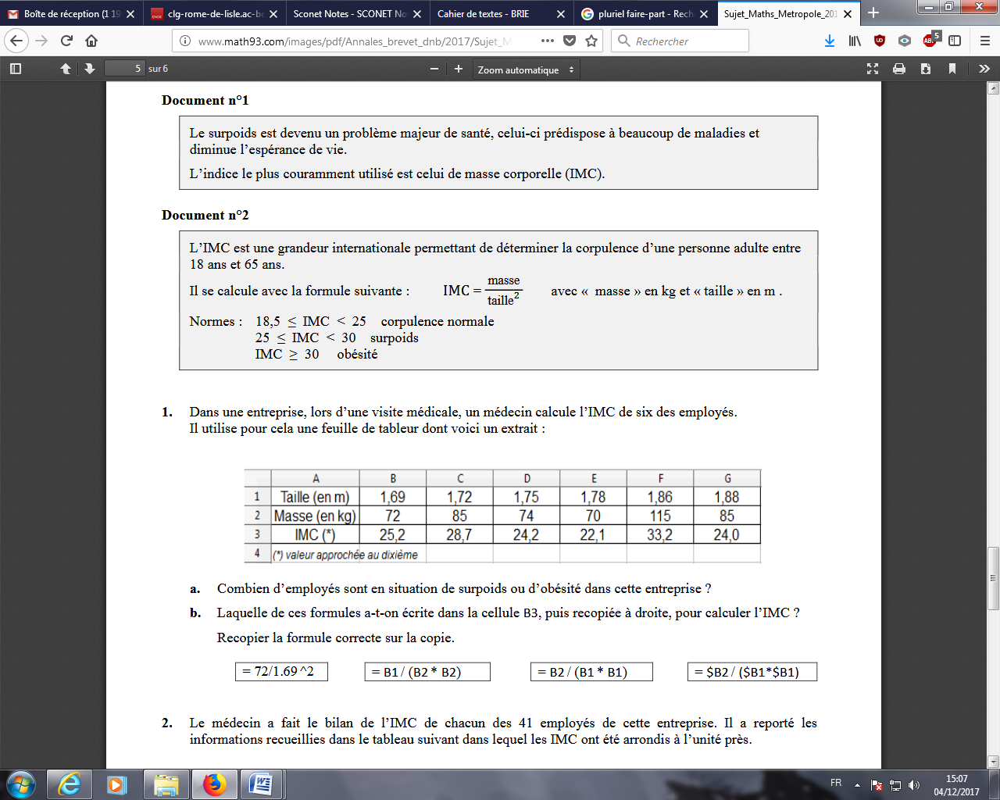 Boîte de réception (1 19
clg-rome-de-lisle.ac-be
Sconet Notes - SCONET No
Cahier de textes - BRIE
pluriel faire-part - Rech
Sujet_Maths_Metropole_201
www.math93.com/images/pdf/Annales_brevet_dnb/2017/Sujet_M
Rechercher
5
5 sur 6
Zoom automatique
Document n°1
Le surpoids est devenu un problème majeur de santé, celui-ci prédispose à beaucoup de maladies et
diminue l’espérance de vie.
L’indice le plus couramment utilisé est celui de masse corporelle (IMC).
Document n°2
L’IMC est une grandeur internationale permettant de déterminer la corpulence d’une personne adulte entre
18 ans et 65 ans.
Il se calcule avec la formule suivante : IMC = masse / taille² avec « masse » en kg et « taille » en m .
Normes : 18,5 ≤ IMC < 25 corpulence normale
25 ≤ IMC < 30 surpoids
IMC ≥ 30 obésité
1. Dans une entreprise, lors d’une visite médicale, un médecin calcule l’IMC de six des employés.
Il utilise pour cela une feuille de tableur dont voici un extrait :
A B C D E F G
1 Taille (en m) 1,69 1,72 1,75 1,78 1,86 1,88
2 Masse (en kg) 72 85 74 70 115 85
3 IMC (*) 25,2 28,7 24,2 22,1 33,2 24,0
4 (*) valeur approchée au dixième
a. Combien d’employés sont en situation de surpoids ou d’obésité dans cette entreprise ?
b. Laquelle de ces formules a-t-on écrite dans la cellule B3, puis recopiée à droite, pour calculer l’IMC ?
Recopier la formule correcte sur la copie.
= 72/1.69 ^2 = B1 / (B2 * B2) = B2 / (B1 * B1) = $B2 / ($B1*$B1)
2. Le médecin a fait le bilan de l’IMC de chacun des 41 employés de cette entreprise. Il a reporté les
informations recueillies dans le tableau suivant dans lequel les IMC ont été arrondis à l’unité près.
FR
15:07
04/12/2017